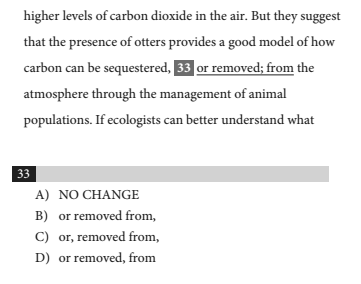 higher levels of carbon dioxide in the air. But they suggest
that the presence of otters provides a good model of how
carbon can be sequestered, 33 or removed; from the
atmosphere through the management of animal
populations. If ecologists can better understand what
33
A) NO CHANGE
B) or removed from,
C) or, removed from,
D) or removed, from